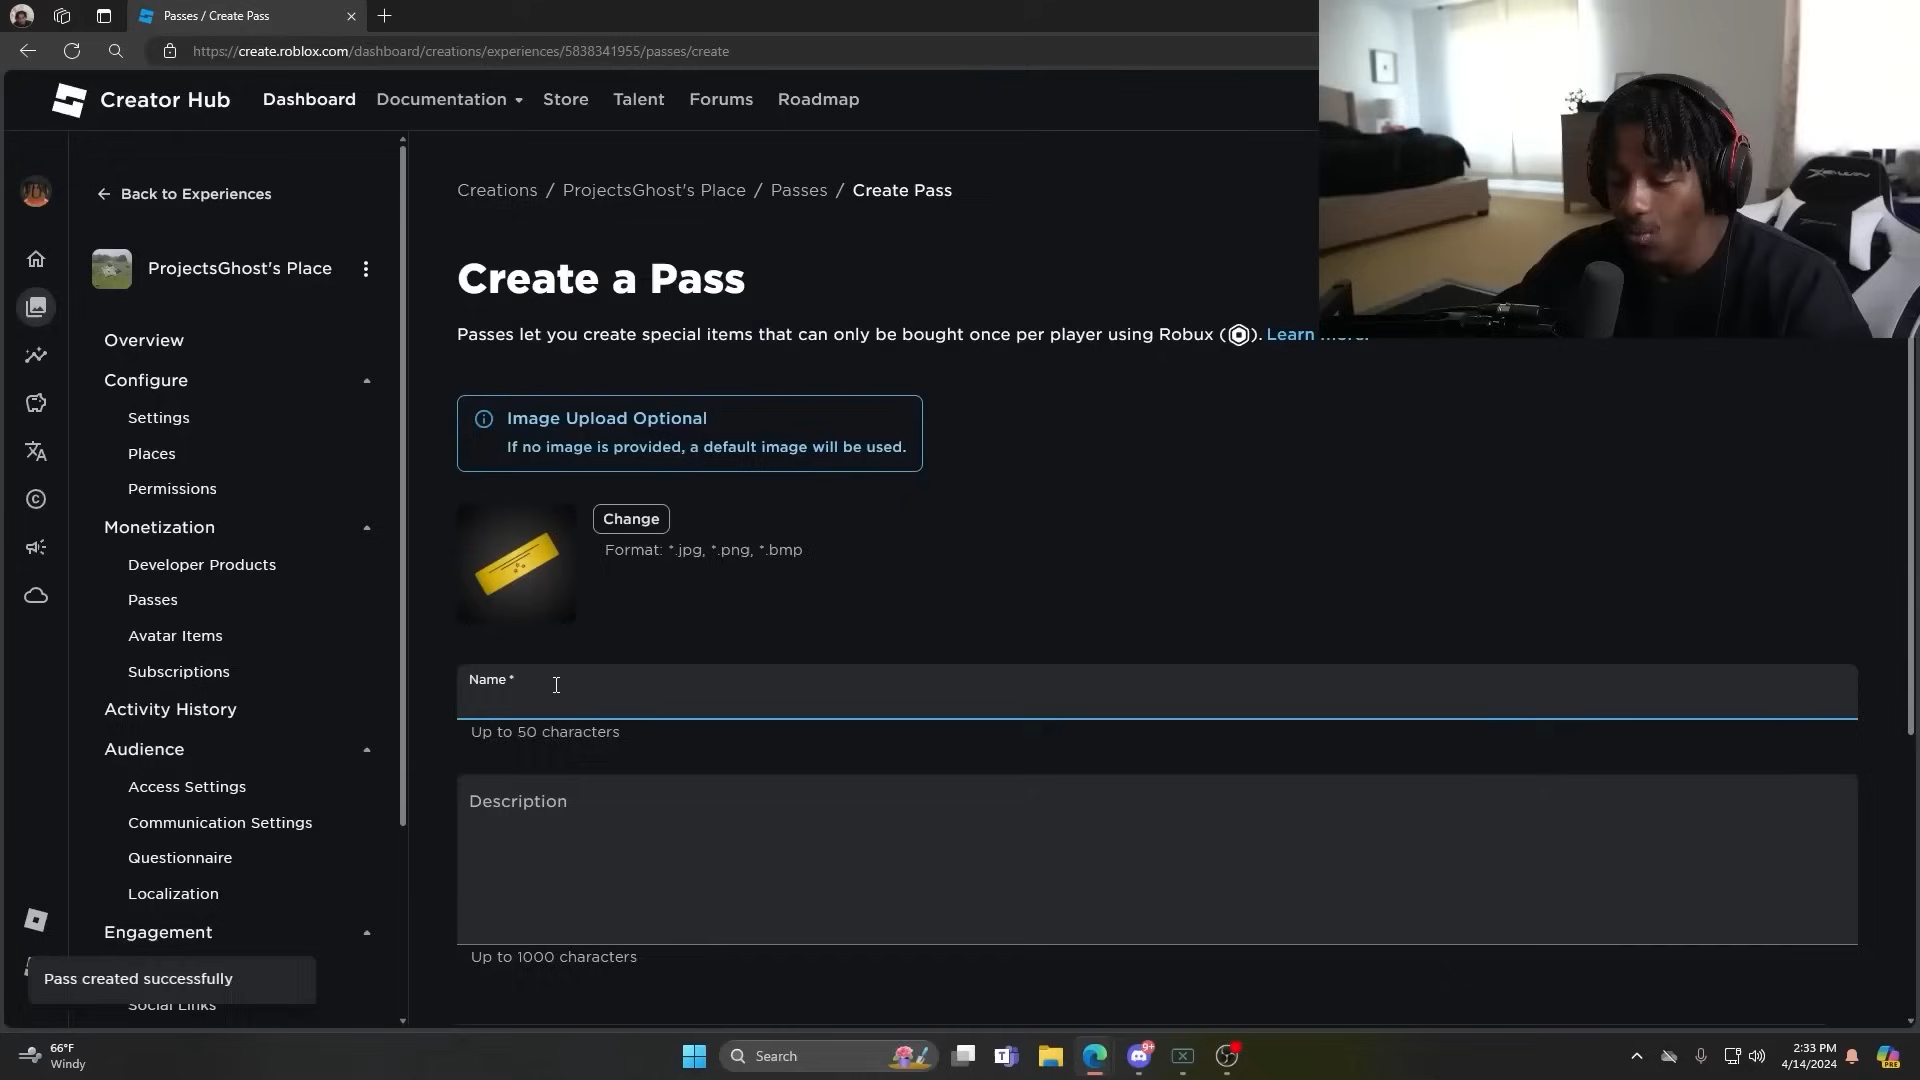 Passes / Create Pass
https://create.roblox.com/dashboard/creations/experiences/5838341955/passes/create
Creator Hub
Dashboard
Documentation
Store
Talent
Forums
Roadmap
Back to Experiences
ProjectsGhost's Place
Overview
Configure
Settings
Places
Permissions
Monetization
Developer Products
Passes
Avatar Items
Subscriptions
Activity History
Audience
Access Settings
Communication Settings
Questionnaire
Localization
Engagement
Social Links
Pass created successfully
Creations / ProjectsGhost's Place / Passes / Create Pass
Create a Pass
Passes let you create special items that can only be bought once per player using Robux ( ). Learn more.
Image Upload Optional
If no image is provided, a default image will be used.
Change
Format: *.jpg, *.png, *.bmp
Name *
Up to 50 characters
Description
Up to 1000 characters
66°F
Windy
Search
9+
2:33 PM
4/14/2024
PRE